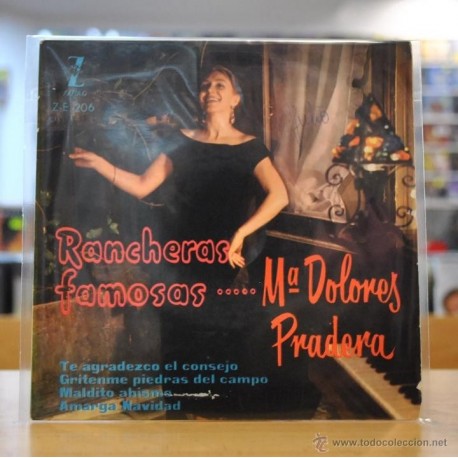 Z
Z-E 206
Rancheras
famosas ..... Mª Dolores
Pradera
Te agradezco el consejo
Grítenme piedras del campo
Maldito abismo
Amarga Navidad
© www.todocoleccion.net